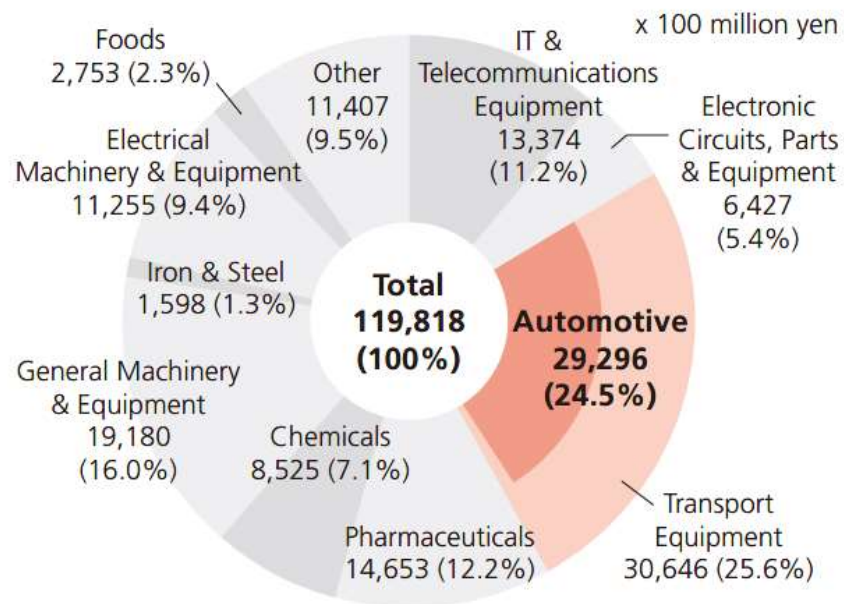 x 100 million yen
IT &
Telecommunications
Equipment
13,374
(11.2%)
Electronic
Circuits, Parts
& Equipment
6,427
(5.4%)
Automotive
29,296
(24.5%)
Transport
Equipment
30,646 (25.6%)
Pharmaceuticals
14,653 (12.2%)
Chemicals
8,525 (7.1%)
General Machinery
& Equipment
19,180
(16.0%)
Iron & Steel
1,598 (1.3%)
Electrical
Machinery & Equipment
11,255 (9.4%)
Foods
2,753 (2.3%)
Other
11,407
(9.5%)
Total
119,818
(100%)